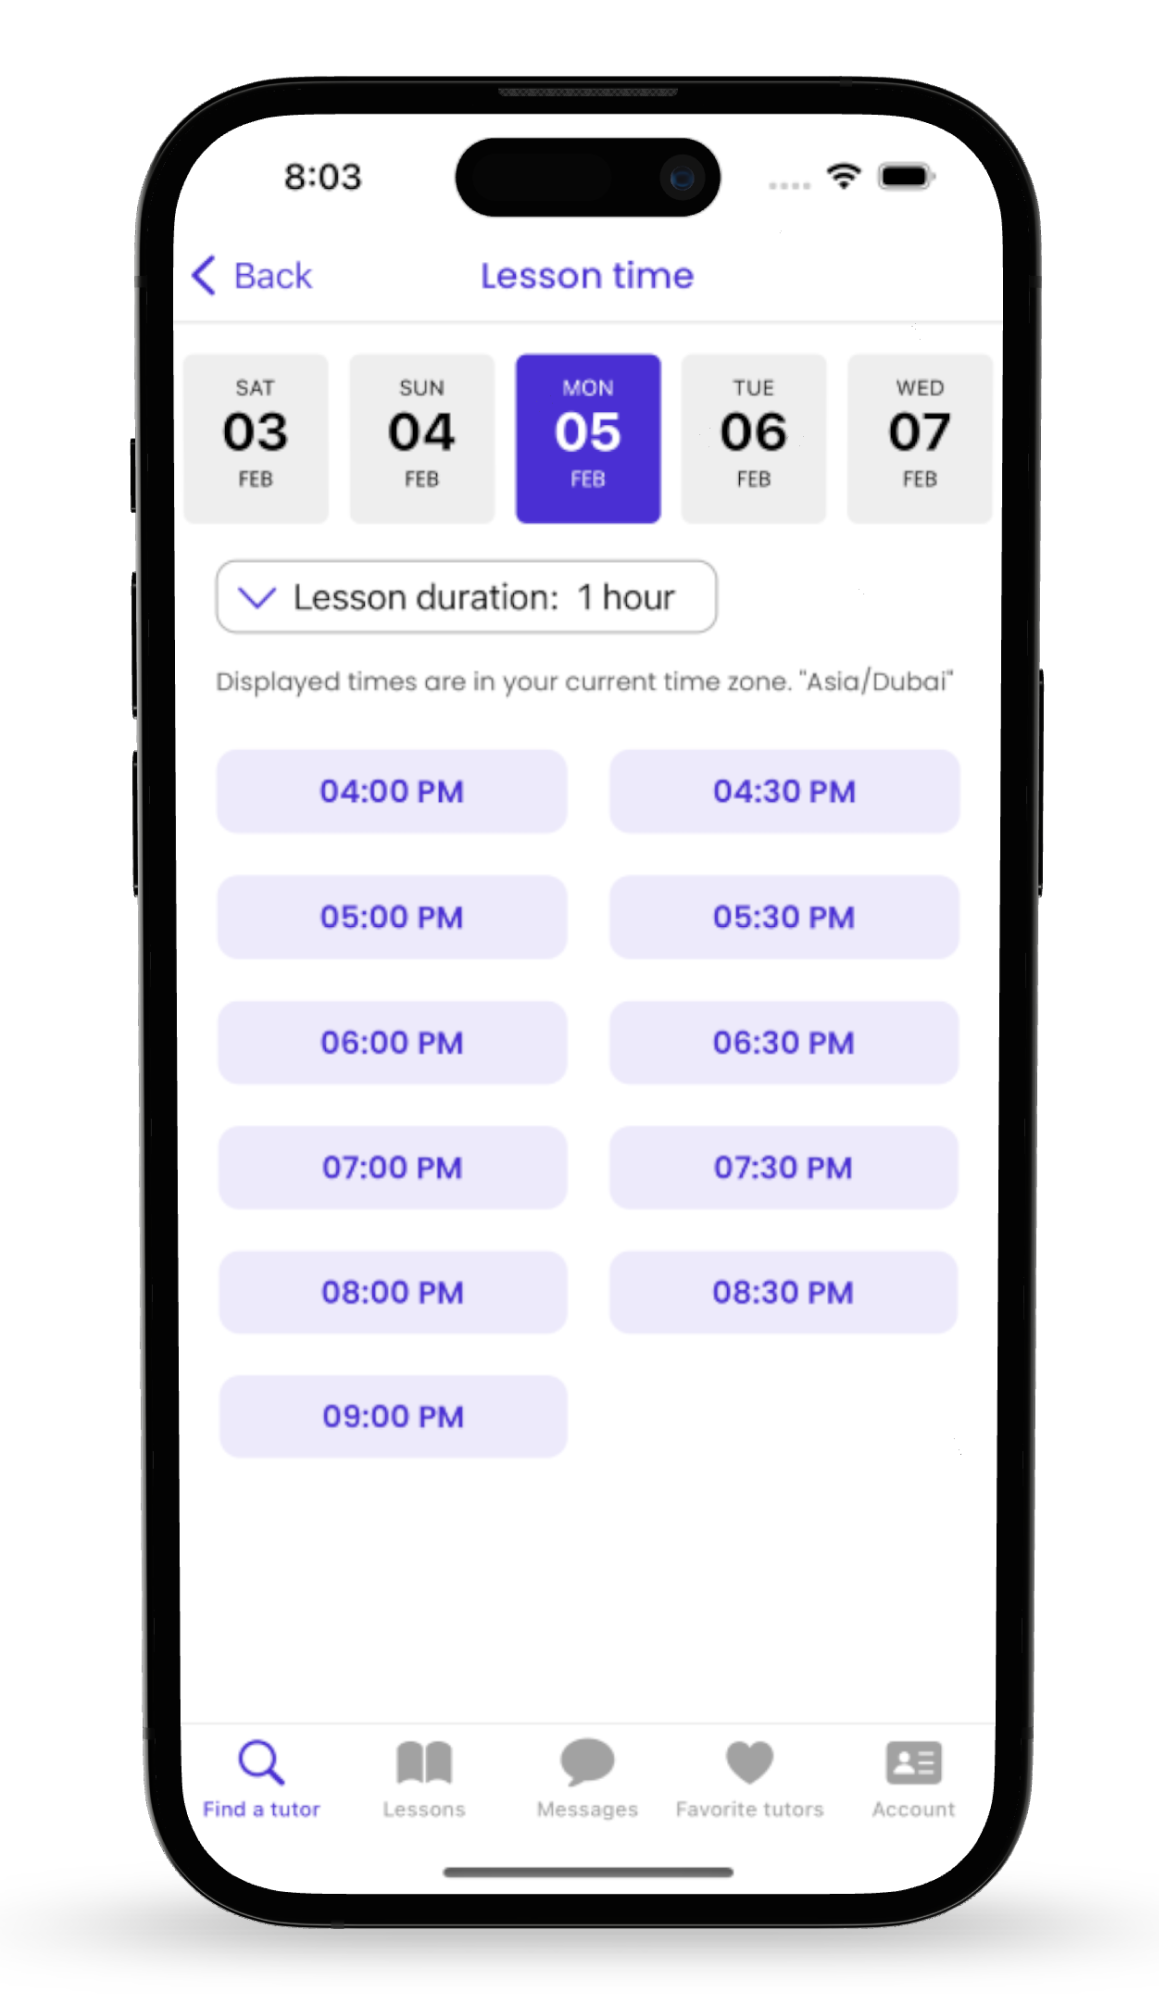 8:03
Back Lesson time
SAT SUN MON TUE WED
03 04 05 06 07
FEB FEB FEB FEB FEB
Lesson duration: 1 hour
Displayed times are in your current time zone. "Asia/Dubai"
04:00 PM 04:30 PM
05:00 PM 05:30 PM
06:00 PM 06:30 PM
07:00 PM 07:30 PM
08:00 PM 08:30 PM
09:00 PM
Find a tutor Lessons Messages Favorite tutors Account